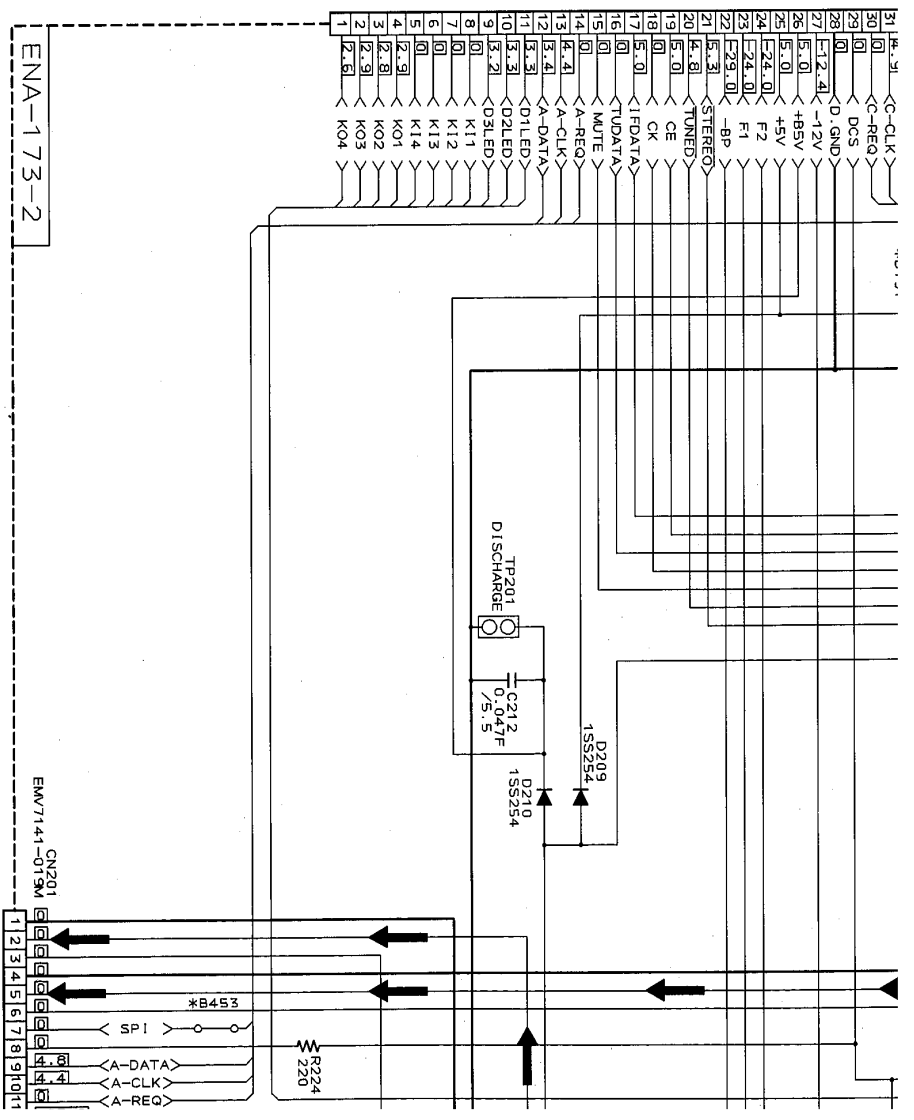 ENA-173-2
1 2.6 KO4
2 2.9 KO3
3 2.8 KO2
4 2.9 KO1
5 0 KI4
6 0 KI3
7 0 KI2
8 0 KI1
9 3.2 D3LED
10 3.3 D2LED
11 3.3 D1LED
12 3.4 A-DATA
13 4.4 A-CLK
14 0 A-REQ
15 0 MUTE
16 0 TUDATA
17 5.0 IFDATA
18 0 CK
19 5.0 CE
20 4.8 TUNED
21 5.3 STEREO
22 -29.0 -BP
23 -24.0 F1
24 -24.0 F2
25 5.0 +5V
26 5.0 +B5V
27 -12.4 -12V
28 0 D.GND
29 0 DCS
30 0 C-REQ
31 4.9 C-CLK
TP201
DISCHARGE
C212
0.047F
/5.5
D209
1SS254
D210
1SS254
CN201
EMV7141-019M
1 0
2 0
3 0
4 0
5 0
6 0
*B453
7 0 SPI
8 0
R224
220
9 4.8 A-DATA
10 4.4 A-CLK
11 0 A-REQ